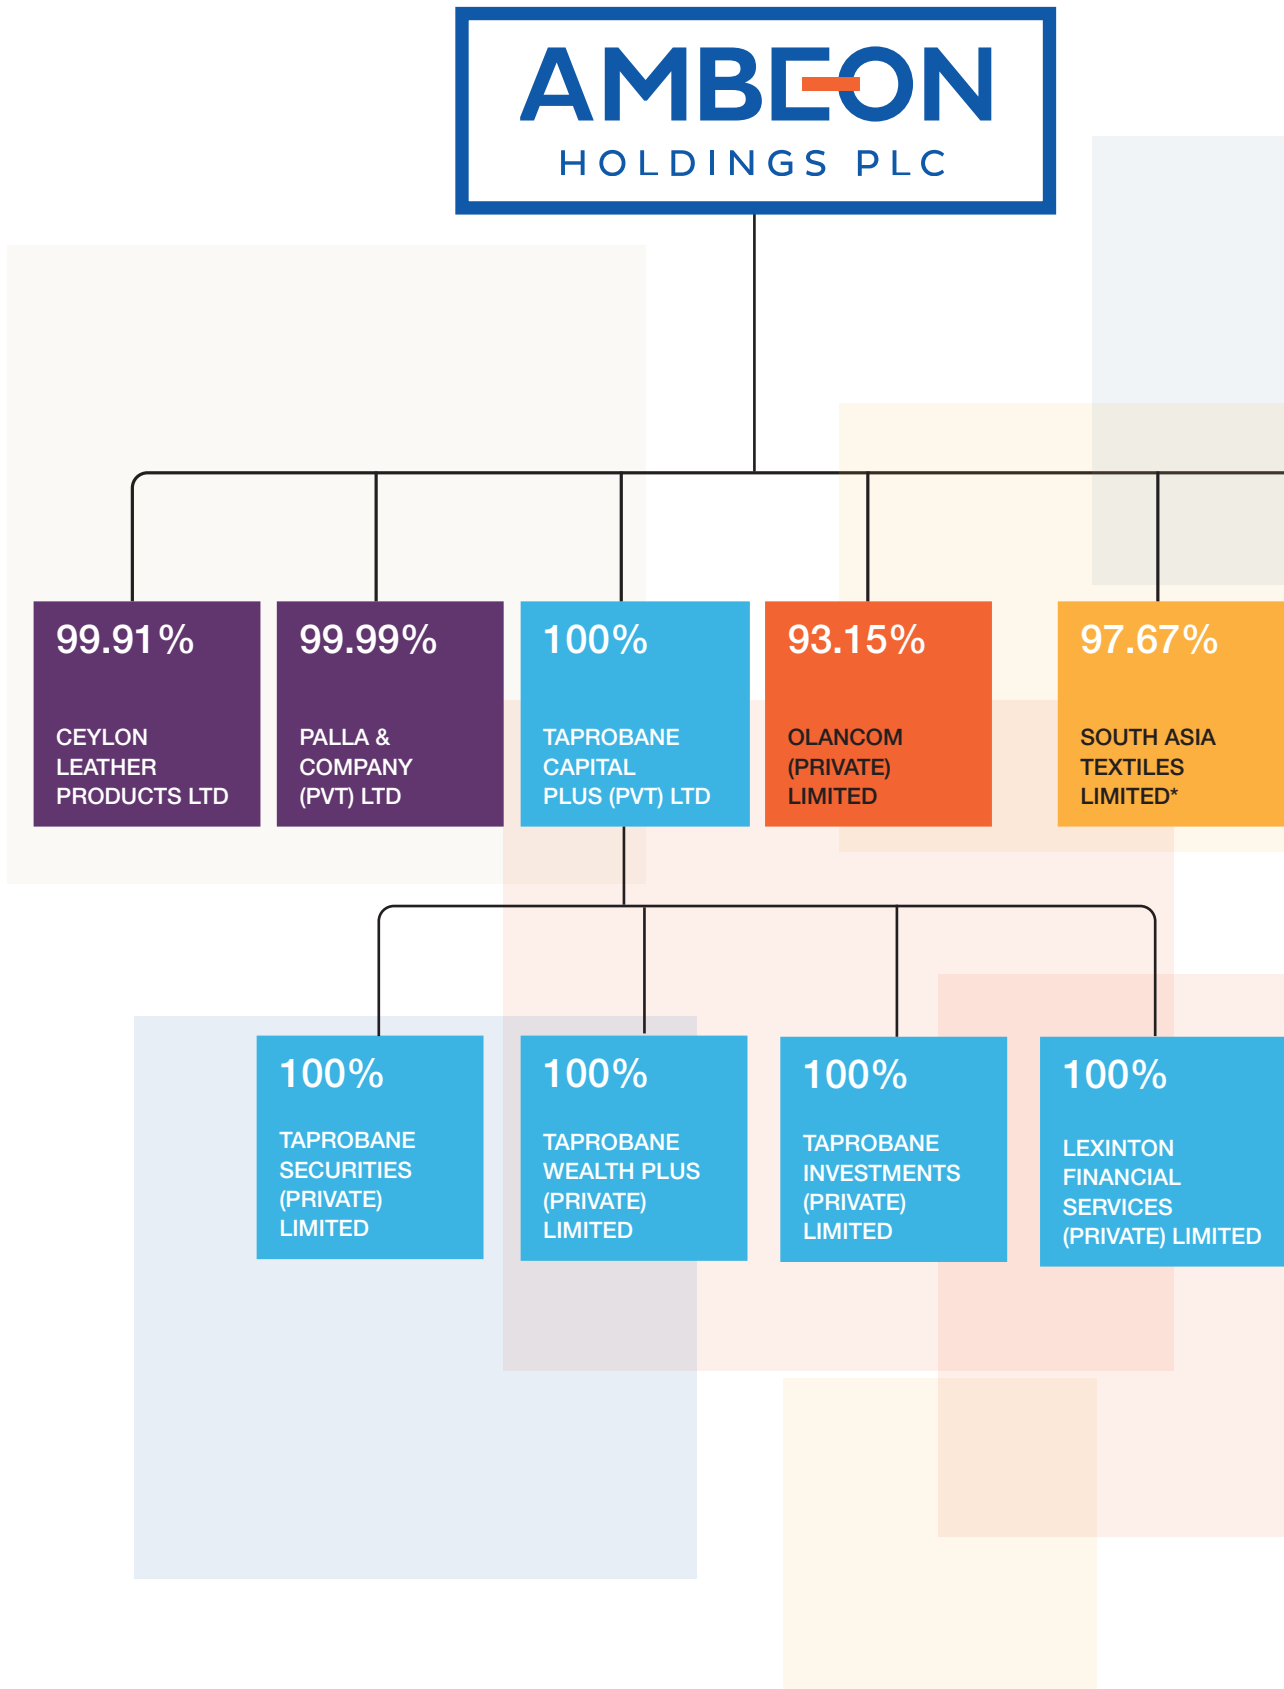 AMBEON
HOLDINGS PLC
99.91%
CEYLON
LEATHER
PRODUCTS LTD
99.99%
PALLA &
COMPANY
(PVT) LTD
100%
TAPROBANE
CAPITAL
PLUS (PVT) LTD
93.15%
OLANCOM
(PRIVATE)
LIMITED
97.67%
SOUTH ASIA
TEXTILES
LIMITED*
100%
TAPROBANE
SECURITIES
(PRIVATE)
LIMITED
100%
TAPROBANE
WEALTH PLUS
(PRIVATE)
LIMITED
100%
TAPROBANE
INVESTMENTS
(PRIVATE)
LIMITED
100%
LEXINTON
FINANCIAL
SERVICES
(PRIVATE) LIMITED